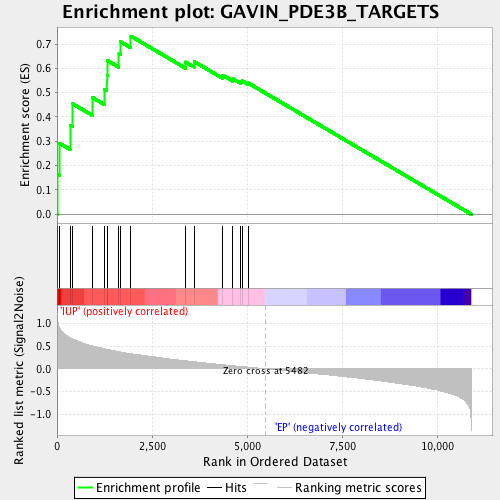 Enrichment plot: GAVIN_PDE3B_TARGETS
Enrichment score (ES)
0.7
0.6
0.5
0.4
0.3
0.2
0.1
0.0
'IUP' (positively correlated)
Ranked list metric (Signal2Noise)
1.0
0.5
0.0
-0.5
-1.0
Zero cross at 5482
'EP' (negatively correlated)
0 2,500 5,000 7,500 10,000
Rank in Ordered Dataset
Enrichment profile Hits Ranking metric scores